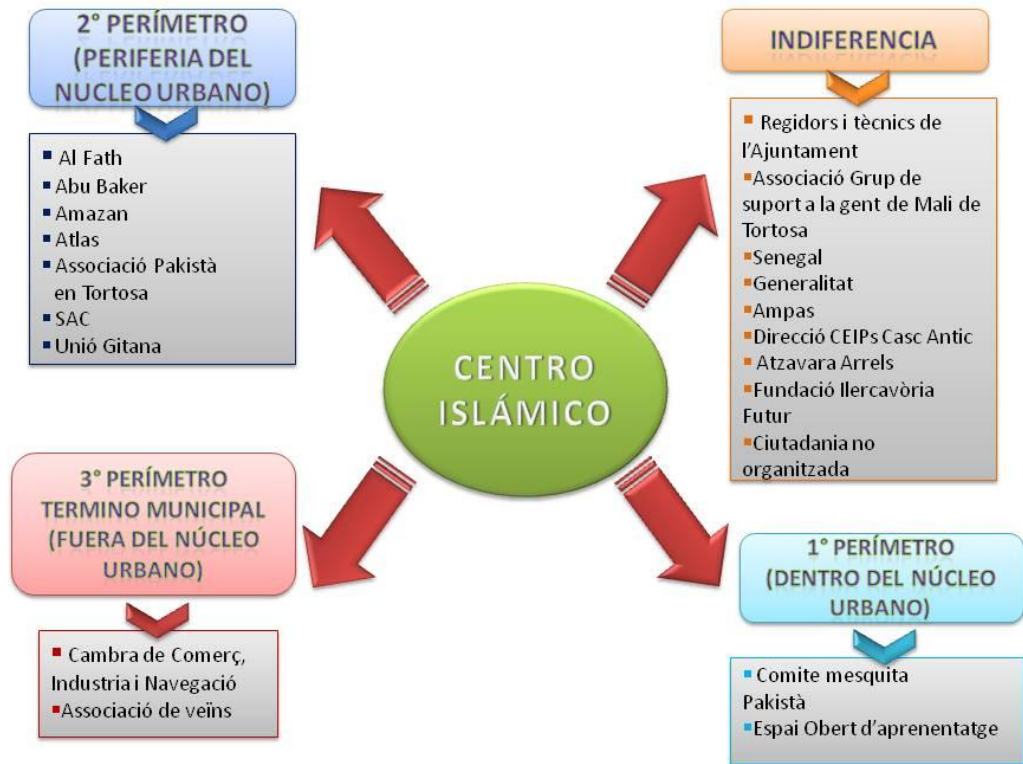 2° PERÍMETRO
(PERIFERIA DEL
NUCLEO URBANO)
▪ Al Fath
▪ Abu Baker
▪ Amazan
▪ Atlas
▪ Associació Pakistà
en Tortosa
▪ SAC
▪ Unió Gitana
INDIFERENCIA
▪ Regidors i tècnics de
l'Ajuntament
▪Associació Grup de
suport a la gent de Mali de
Tortosa
▪Senegal
▪Generalitat
▪Ampas
▪Direcció CEIPs Casc Antic
▪ Atzavara Arrels
▪Fundació Ilercavòria
Futur
▪Ciutadania no
organitzada
CENTRO
ISLÁMICO
3° PERÍMETRO
TERMINO MUNICIPAL
(FUERA DEL NÚCLEO
URBANO)
▪ Cambra de Comerç,
Industria i Navegació
▪Associació de veïns
1° PERÍMETRO
(DENTRO DEL NÚCLEO
URBANO)
▪ Comite mesquita
Pakistà
▪Espai Obert d'aprenentatge